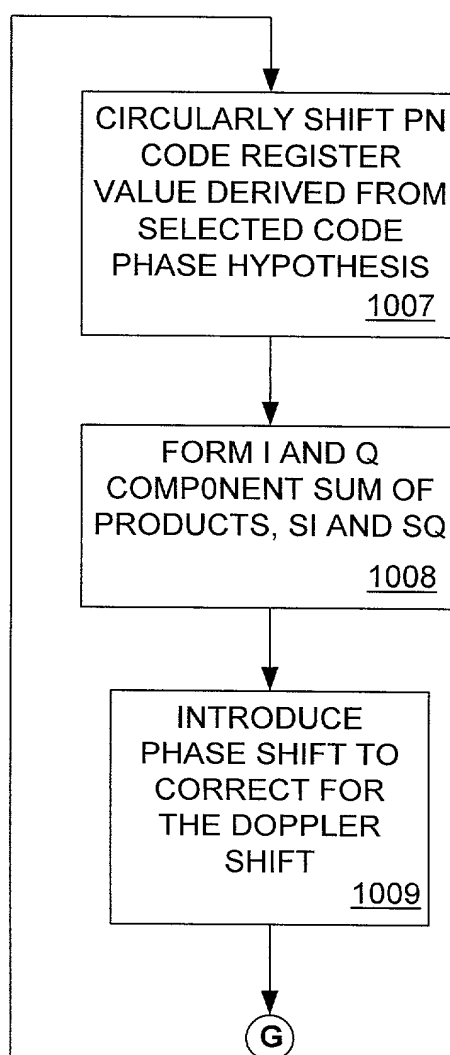 CIRCULARLY SHIFT PN
CODE REGISTER
VALUE DERIVED FROM
SELECTED CODE
PHASE HYPOTHESIS
1007
FORM I AND Q
COMP0NENT SUM OF
PRODUCTS, SI AND SQ
1008
INTRODUCE
PHASE SHIFT TO
CORRECT FOR
THE DOPPLER
SHIFT
1009
G